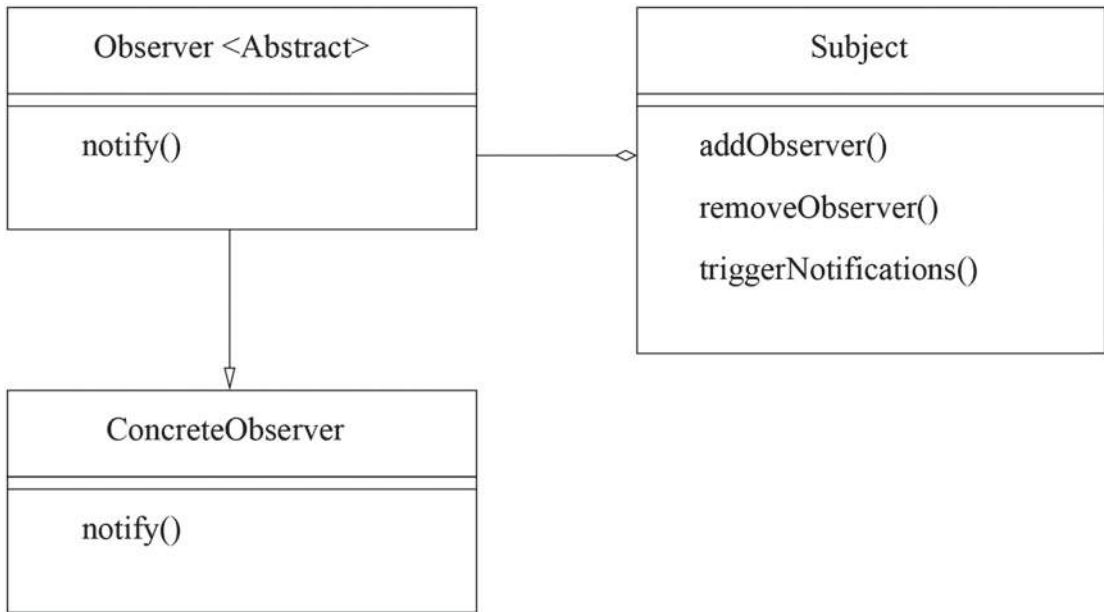 Observer <Abstract>
notify()
Subject
addObserver()
removeObserver()
triggerNotifications()
ConcreteObserver
notify()